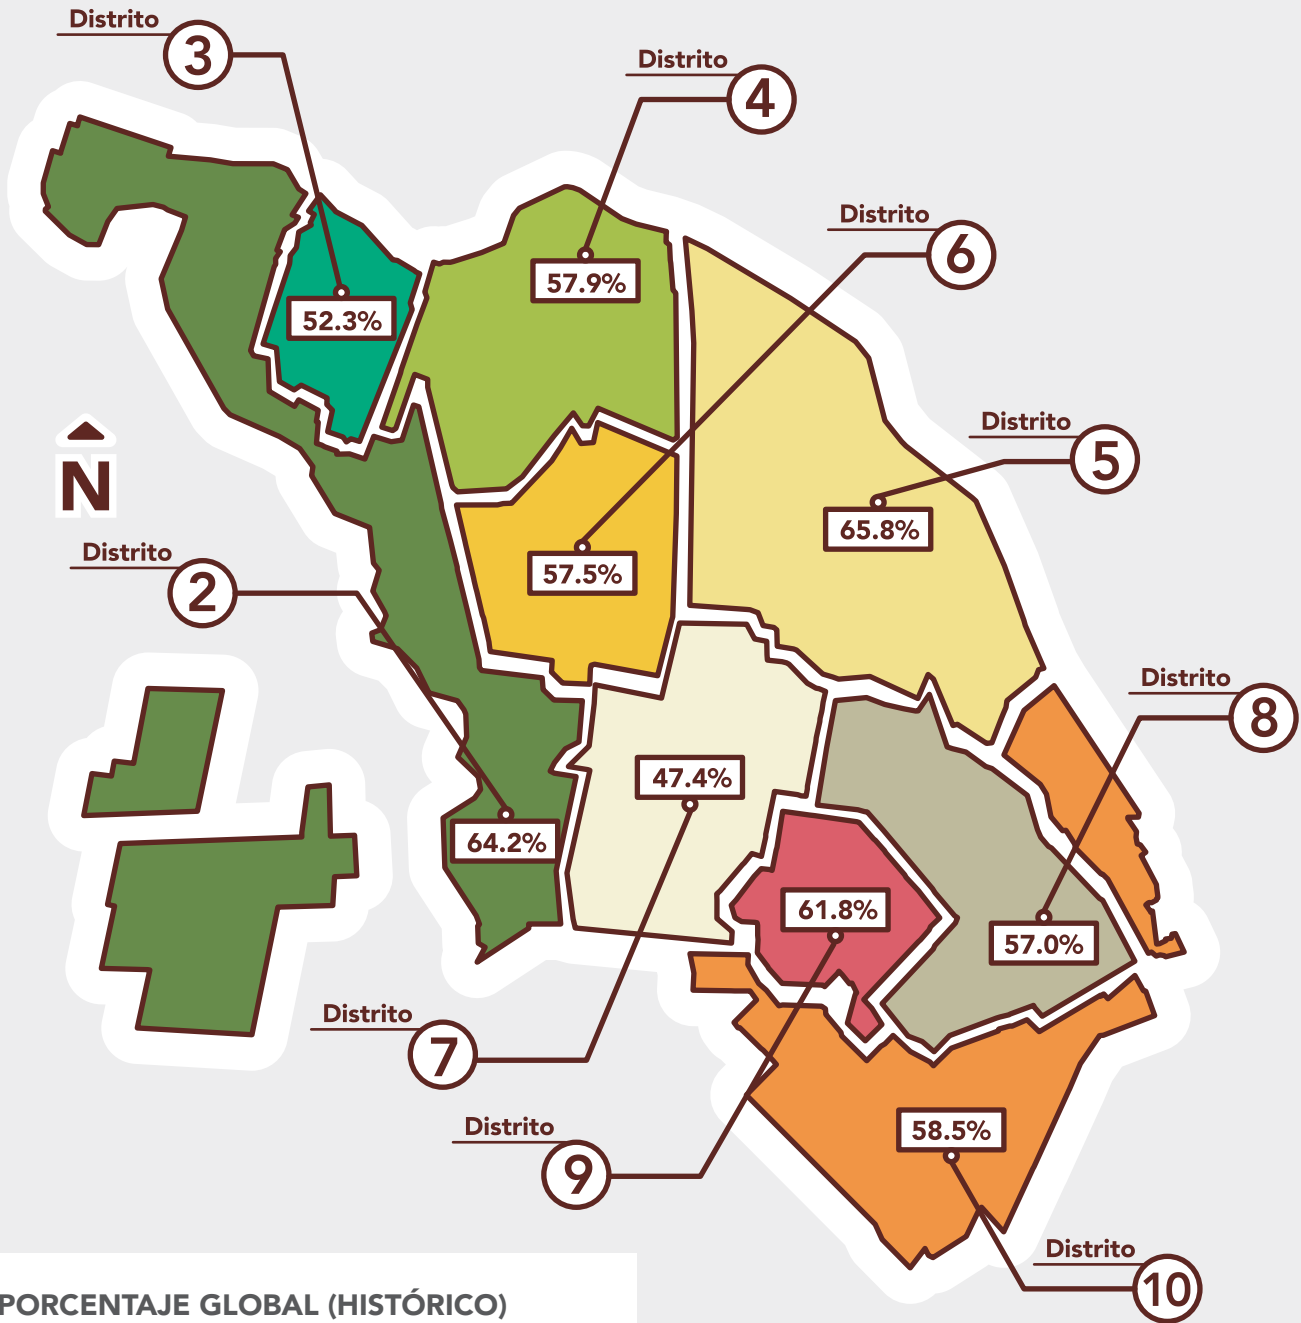 Distrito
3
Distrito
4
Distrito
6
57.9%
52.3%
Distrito
5
N
65.8%
Distrito
2
57.5%
Distrito
8
47.4%
64.2%
61.8%
57.0%
Distrito
7
Distrito
9
58.5%
Distrito
10
PORCENTAJE GLOBAL (HISTÓRICO)